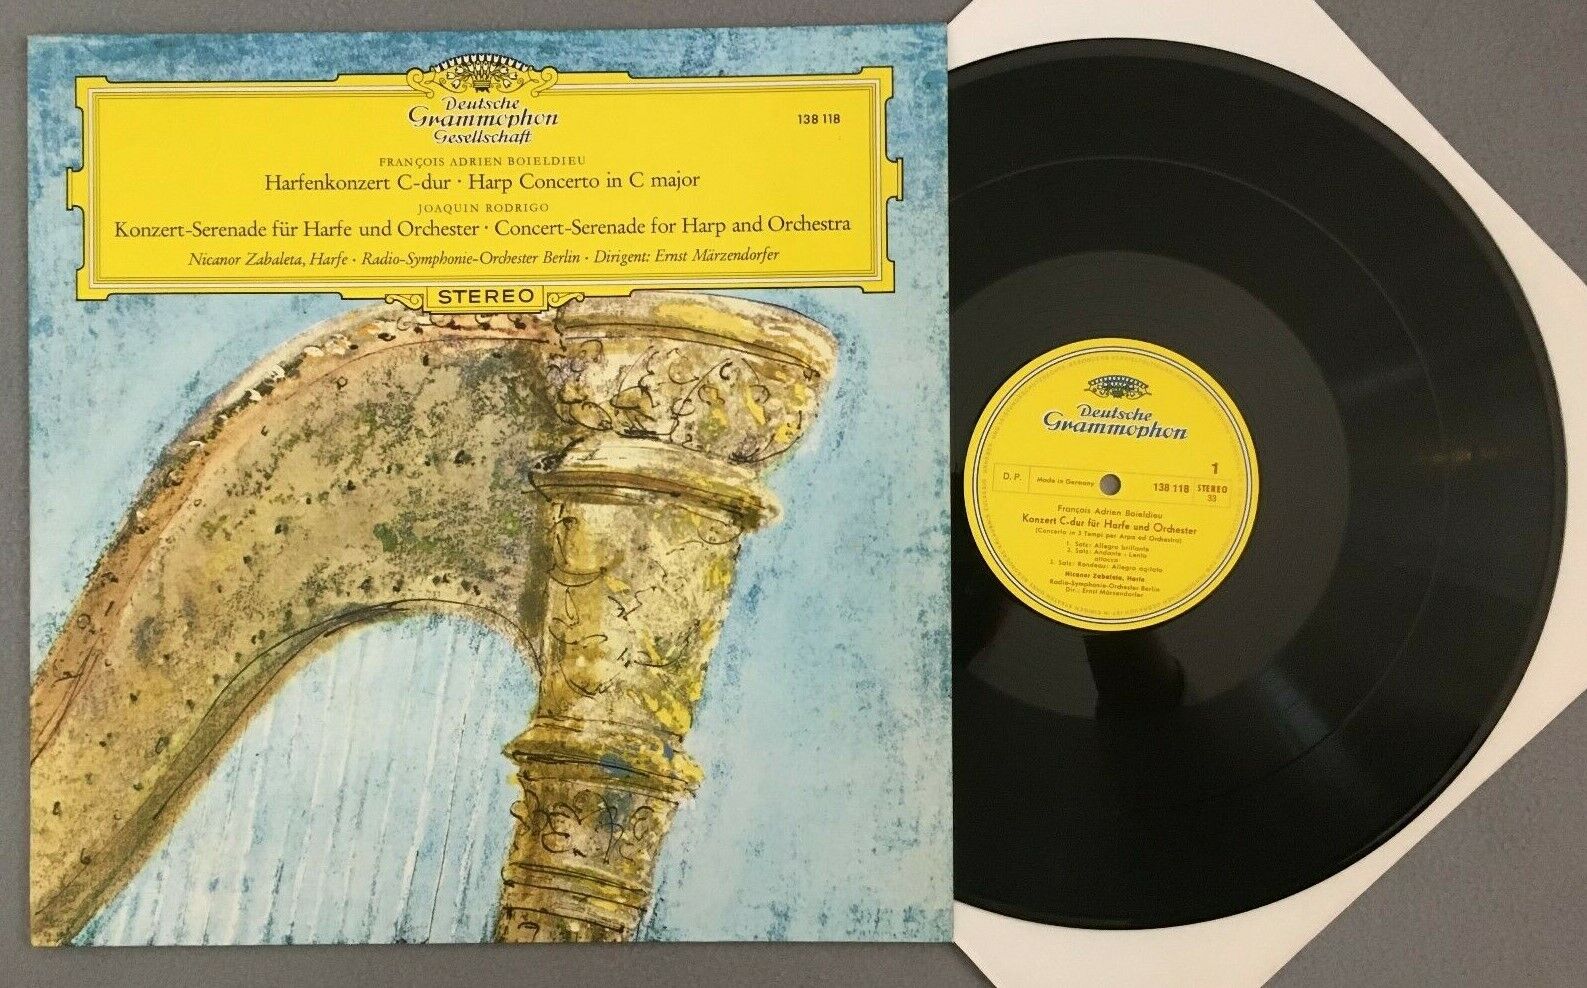 Deutsche
Grammophon
Gesellschaft
138 118
FRANÇOIS ADRIEN BOIELDIEU
Harfenkonzert C-dur · Harp Concerto in C major
JOAQUIN RODRIGO
Konzert-Serenade für Harfe und Orchester · Concert-Serenade for Harp and Orchestra
Nicanor Zabaleta, Harfe · Radio-Symphonie-Orchester Berlin · Dirigent: Ernst Märzendorfer
STEREO
Deutsche
Grammophon
1
D. P. Made in Germany 138 118 STEREO
33
François Adrien Boieldieu
Konzert C-dur für Harfe und Orchester
(Concerto in 3 Tempi per Arpa ed Orchestra)
1. Satz: Allegro brillante
2. Satz: Andante · Lento
attacca
3. Satz: Rondeau: Allegro agitato
Nicanor Zabaleta, Harfe
Radio-Symphonie-Orchester Berlin
Dir.: Ernst Märzendorfer